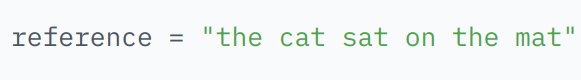 reference = "the cat sat on the mat"